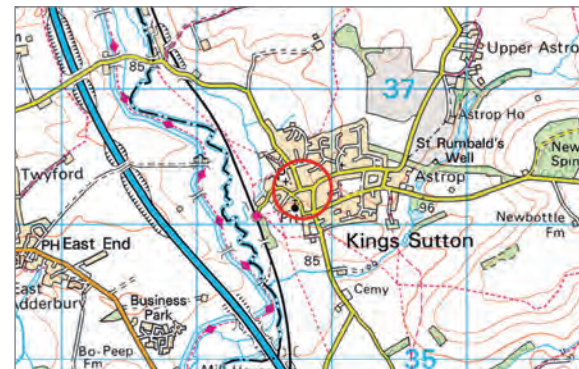 Upper Astro
85
37
Astrop Ho
St Rumbald's
Well
New
Spin
Twyford
Astrop
96
Newbottle
Fm
Kings Sutton
PH East End
85
East
Adderbury
Cemy
Business
Park
Bo-Peep
Fm
35